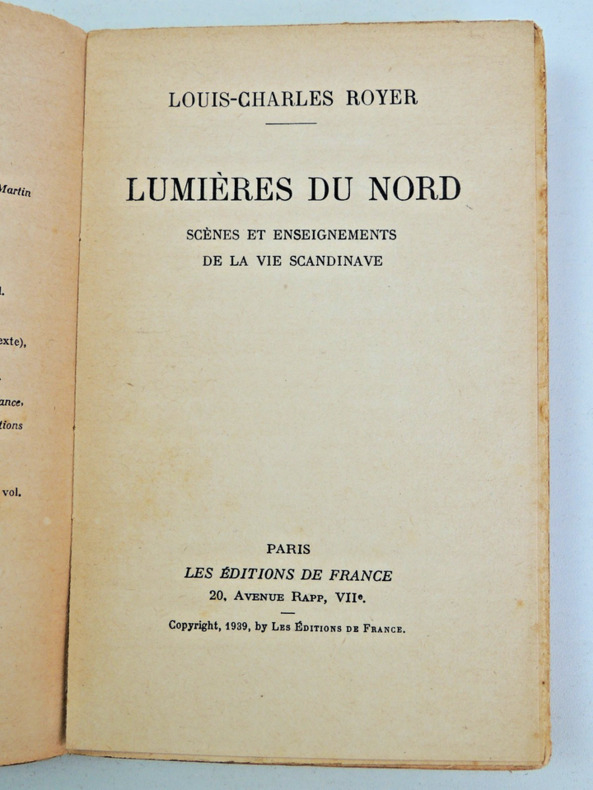 Martin
l.
exte),
ance,
tions
vol.
LOUIS-CHARLES ROYER
LUMIÈRES DU NORD
SCÈNES ET ENSEIGNEMENTS
DE LA VIE SCANDINAVE
PARIS
LES ÉDITIONS DE FRANCE
20, AVENUE RAPP, VIIe.
Copyright, 1939, by LES ÉDITIONS DE FRANCE.